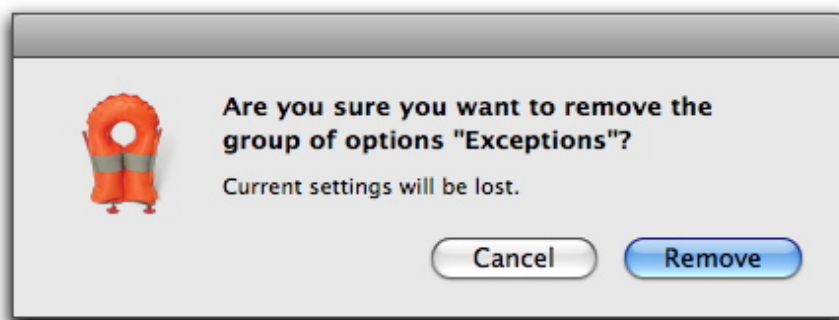 Are you sure you want to remove the
group of options "Exceptions"?
Current settings will be lost.
Cancel
Remove